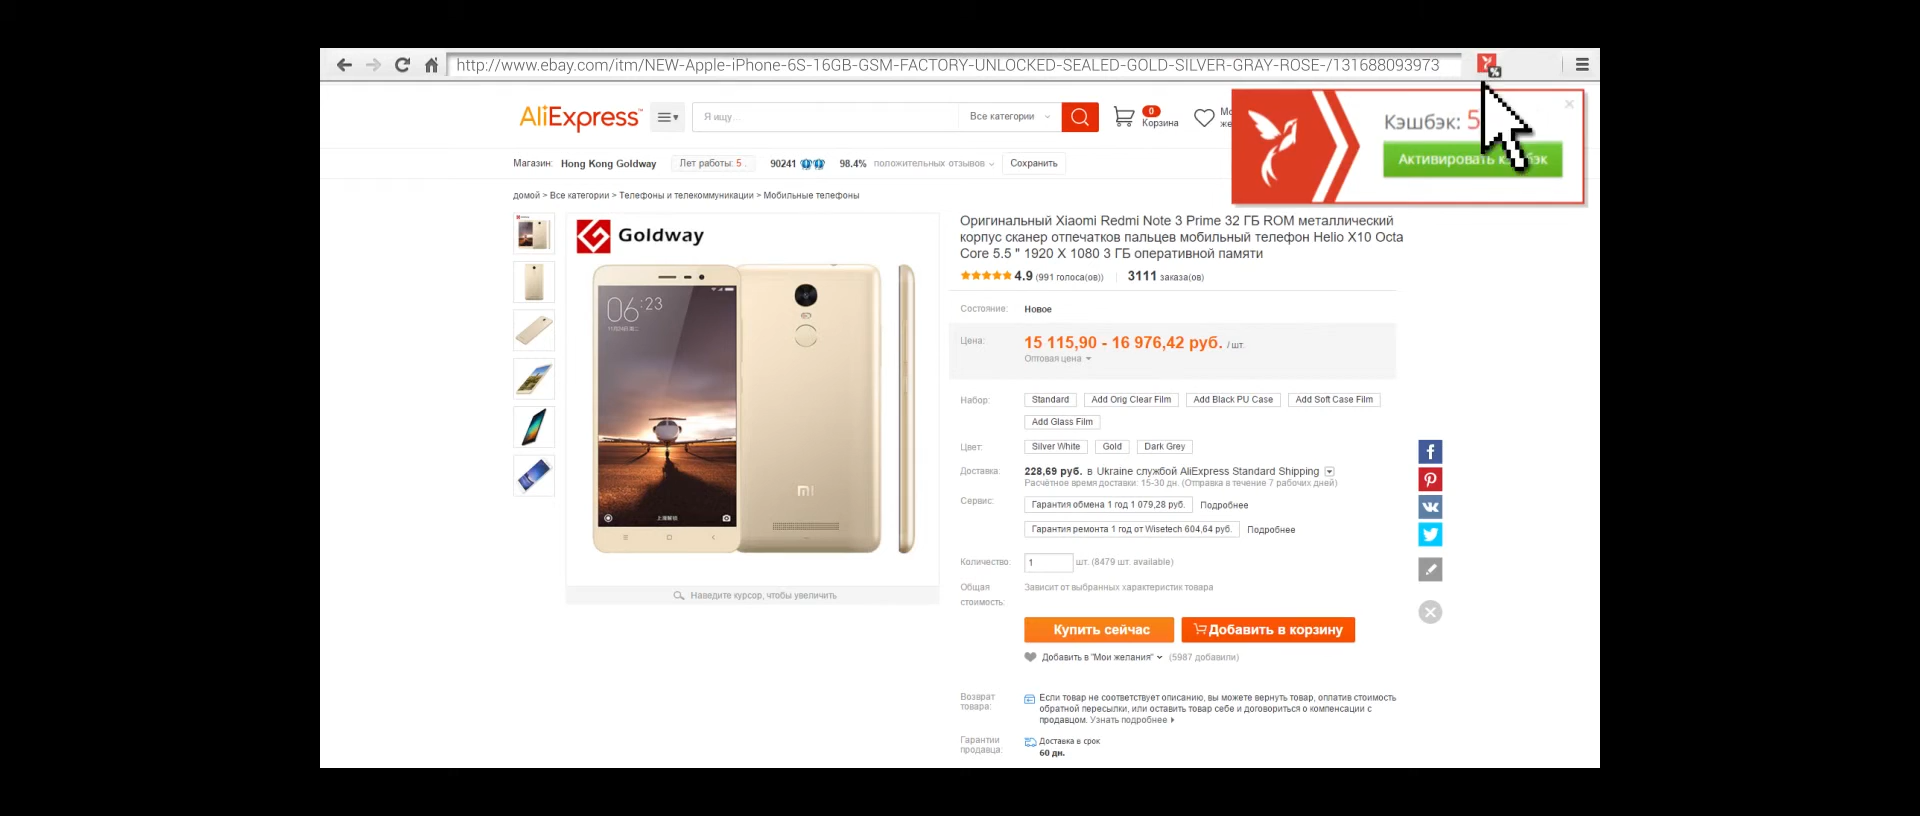 http://www.ebay.com/itm/NEW-Apple-iPhone-6S-16GB-GSM-FACTORY-UNLOCKED-SEALED-GOLD-SILVER-GRAY-ROSE-/131688093973
AliExpress
Я ищу...
Все категории
0
Корзина
Кэшбэк: 5
Активировать
Магазин: Hong Kong Goldway
Лет работы: 5 .
90241
98.4% положительных отзывов
Сохранить
домой > Все категории > Телефоны и телекоммуникации > Мобильные телефоны
Goldway
06:23
mi
Наведите курсор, чтобы увеличить
Оригинальный Xiaomi Redmi Note 3 Prime 32 ГБ ROM металлический
корпус сканер отпечатков пальцев мобильный телефон Helio X10 Octa
Core 5.5 " 1920 X 1080 3 ГБ оперативной памяти
4.9 (991 голоса(ов))
3111 заказа(ов)
Состояние: Новое
Цена: 15 115,90 - 16 976,42 руб. / шт.
Оптовая цена
Набор: Standard Add Orig Clear Film Add Black PU Case Add Soft Case Film
Add Glass Film
Цвет: Silver White Gold Dark Grey
Доставка: 228,69 руб. в Ukraine службой AliExpress Standard Shipping
Расчётное время доставки: 15-30 дн. (Отправка в течение 7 рабочих дней)
Сервис: Гарантия обмена 1 год 1 079,28 руб. Подробнее
Гарантия ремонта 1 год от Wisetech 604,64 руб. Подробнее
Количество: 1 шт. (8479 шт. available)
Общая
стоимость:
Зависит от выбранных характеристик товара
Купить сейчас
Добавить в корзину
Добавить в "Мои желания" (5987 добавили)
Возврат
товара:
Если товар не соответствует описанию, вы можете вернуть товар, оплатив стоимость
обратной пересылки, или оставить товар себе и договориться о компенсации с
продавцом. Узнать подробнее
Гарантии
продавца:
Доставка в срок
60 дн.